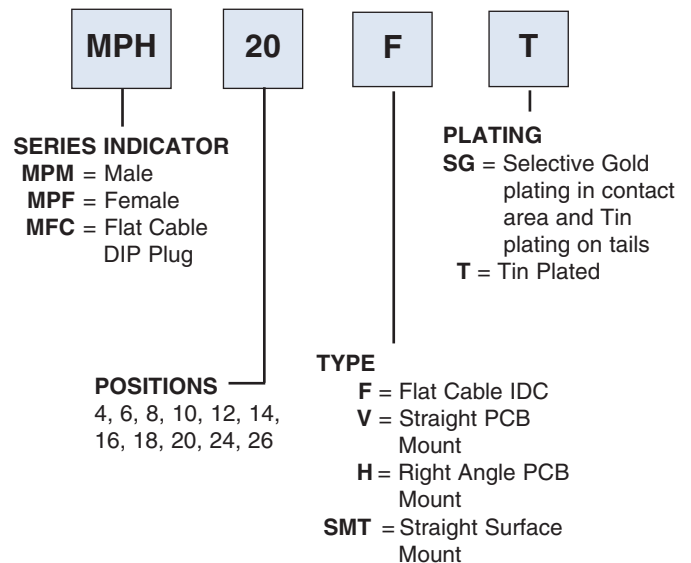 MPH 20 F T
SERIES INDICATOR
MPM = Male
MPF = Female
MFC = Flat Cable
DIP Plug
PLATING
SG = Selective Gold
plating in contact
area and Tin
plating on tails
T = Tin Plated
POSITIONS
4, 6, 8, 10, 12, 14,
16, 18, 20, 24, 26
TYPE
F = Flat Cable IDC
V = Straight PCB
Mount
H = Right Angle PCB
Mount
SMT = Straight Surface
Mount